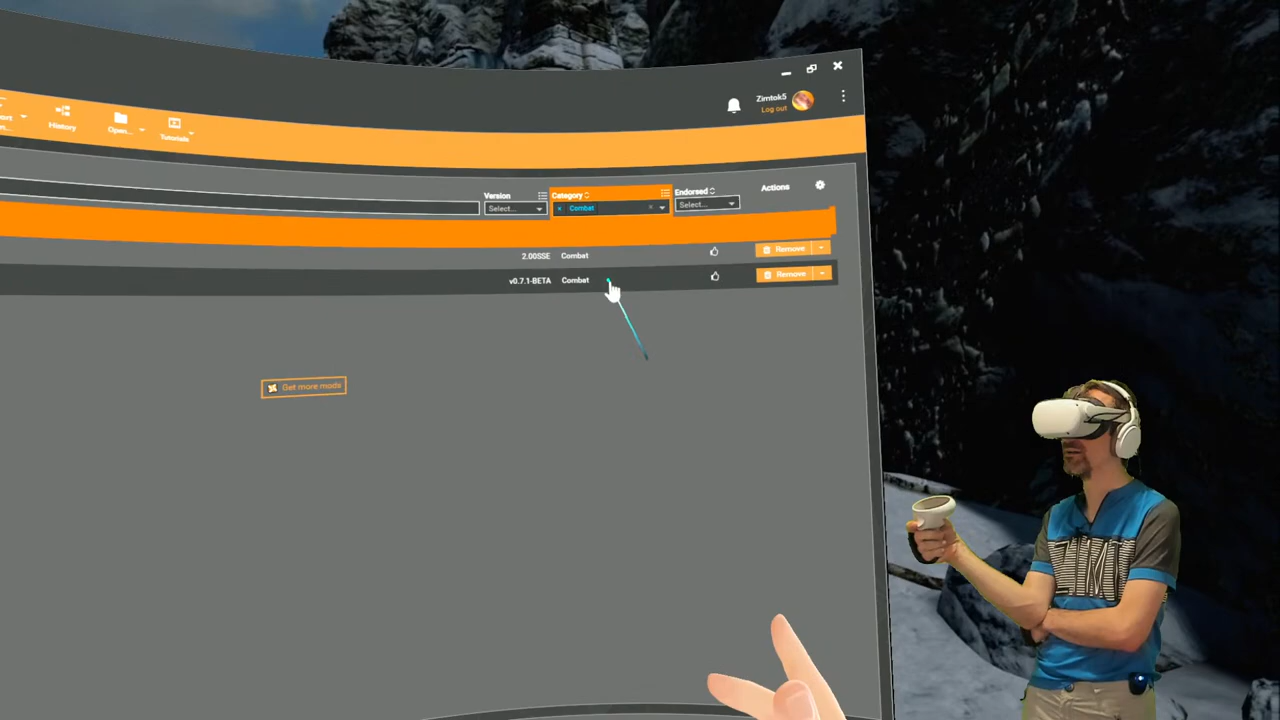 Zimtok5
Log out
History
Open...
Tutorials
Version
Category
Endorsed
Actions
Select...
× Combat
Select...
2.00SSE Combat Remove
v0.7.1-BETA Combat Remove
Get more mods